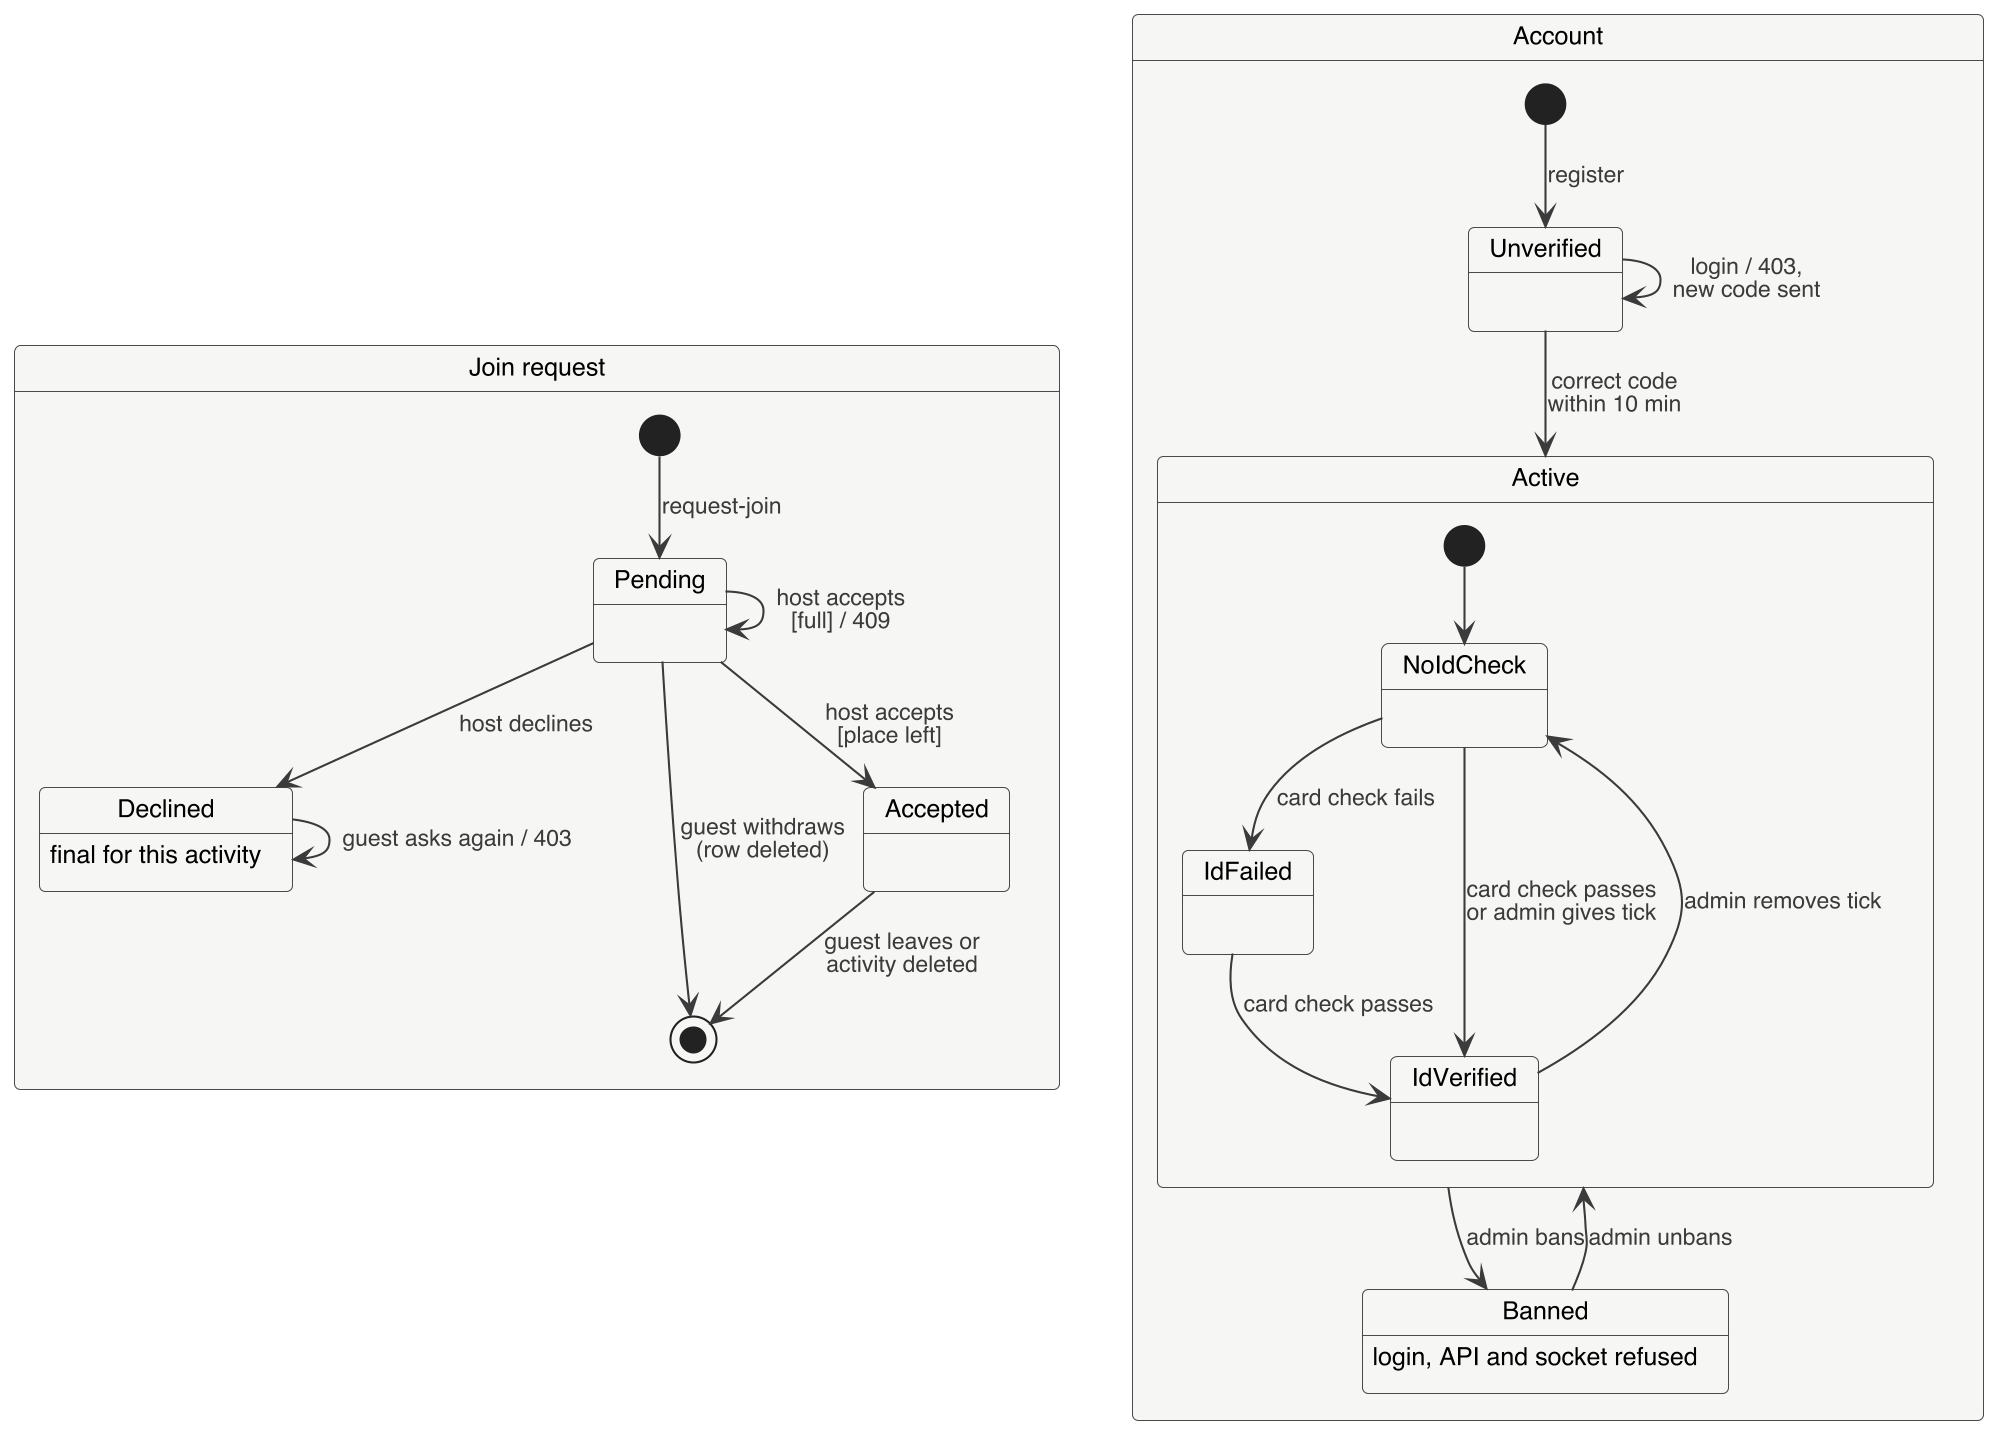 Join request
request-join
Pending
host accepts
[full] / 409
host declines
host accepts
[place left]
Declined
final for this activity
guest asks again / 403
guest withdraws
(row deleted)
Accepted
guest leaves or
activity deleted
Account
register
Unverified
login / 403,
new code sent
correct code
within 10 min
Active
NoIdCheck
card check fails
IdFailed
card check passes
or admin gives tick
admin removes tick
card check passes
IdVerified
admin bans
admin unbans
Banned
login, API and socket refused